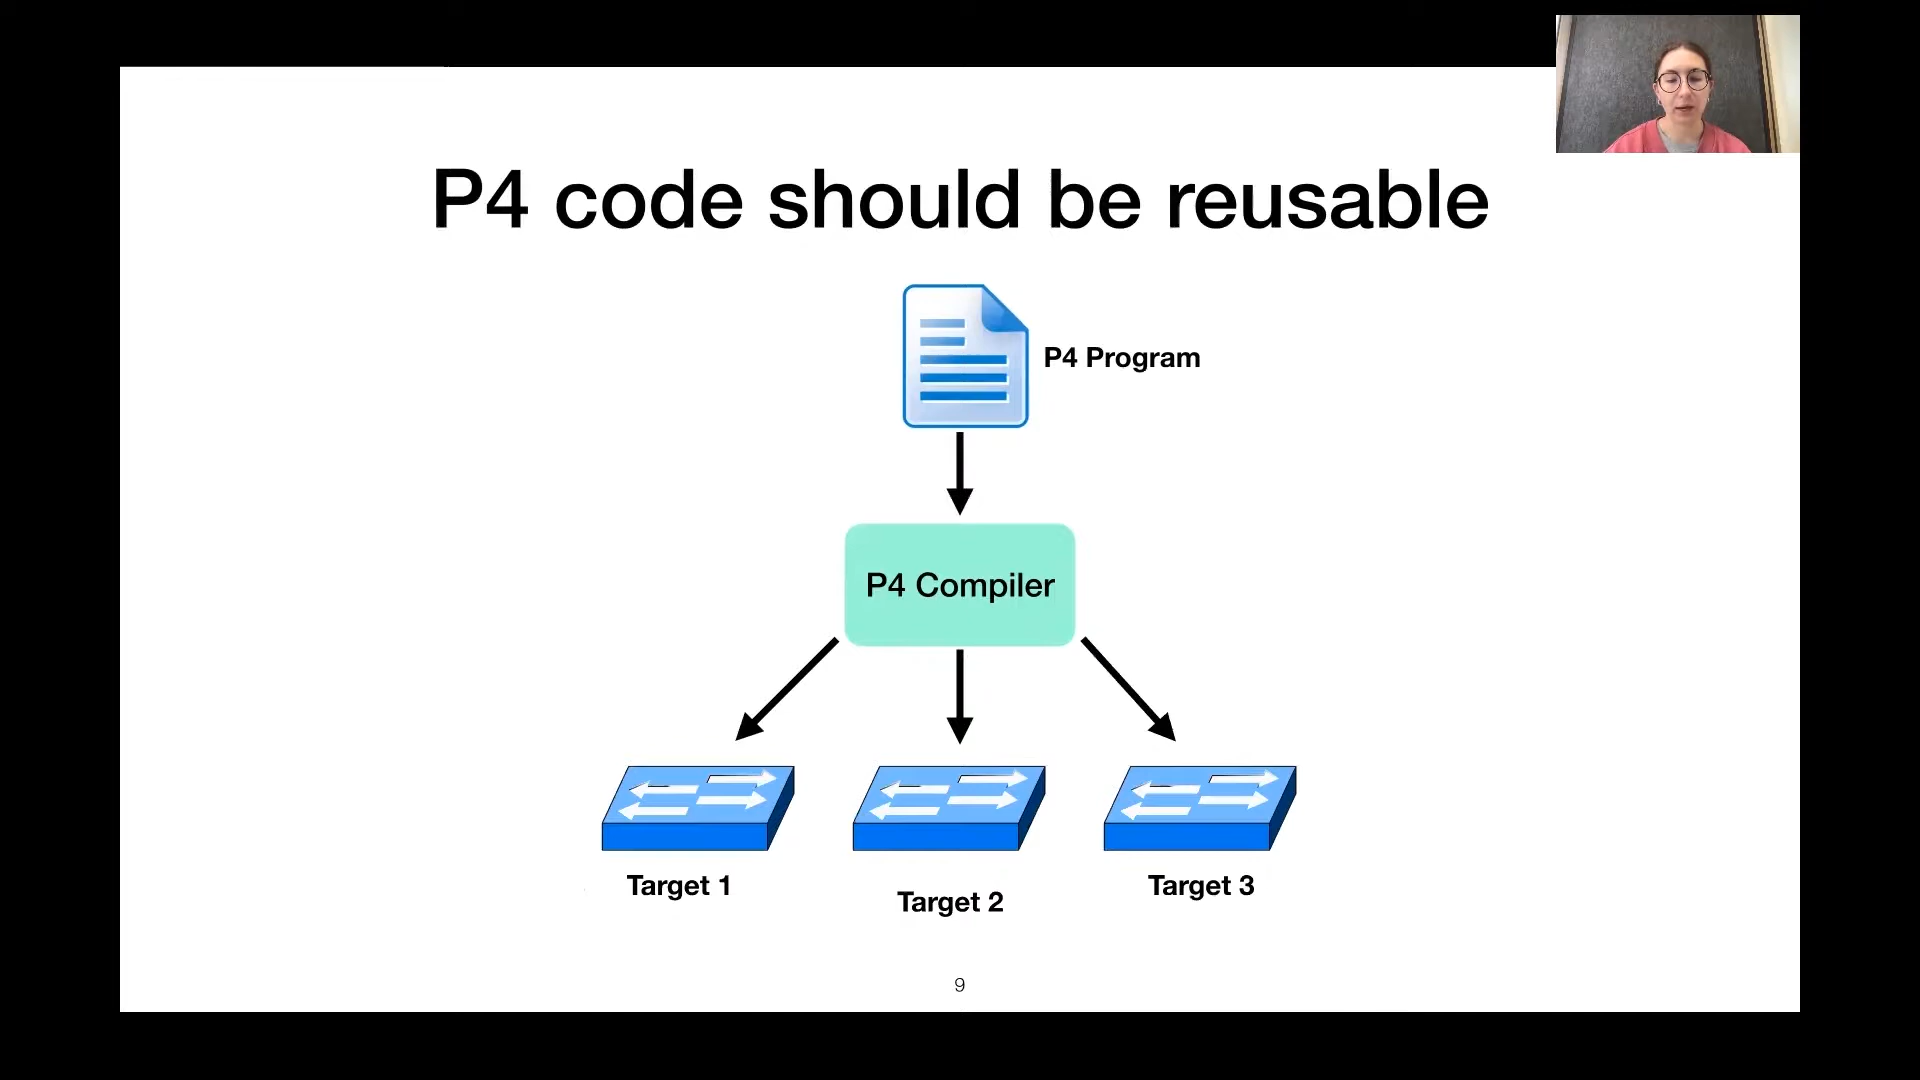 P4 code should be reusable
P4 Program
P4 Compiler
Target 1
Target 2
Target 3
9